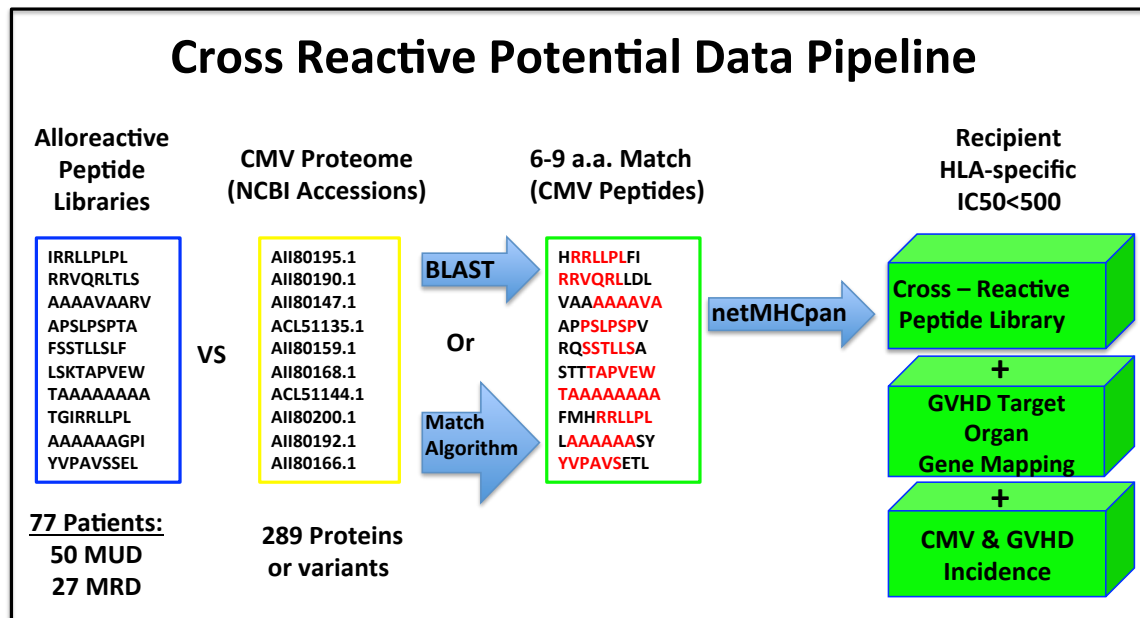 Cross Reactive Potential Data Pipeline
Alloreactive
Peptide
Libraries
IRRLLPLPL
RRVQRLTLS
AAAAVAARV
APSLPSPTA
FSSTLLSLF
LSKTAPVEW
TAAAAAAAA
TGIRRLLPL
AAAAAAGPI
YVPAVSSEL
77 Patients:
50 MUD
27 MRD
VS
CMV Proteome
(NCBI Accessions)
AII80195.1
AII80190.1
AII80147.1
ACL51135.1
AII80159.1
AII80168.1
ACL51144.1
AII80200.1
AII80192.1
AII80166.1
289 Proteins
or variants
BLAST
Or
Match
Algorithm
6-9 a.a. Match
(CMV Peptides)
HRRLLPLFI
RRVQRLLDL
VAAAAAAVA
APPSLPSPV
RQSSTLLSA
STTTAPVEW
TAAAAAAAA
FMHRRLLPL
LAAAAAASY
YVPAVSETL
netMHCpan
Recipient
HLA-specific
IC50<500
Cross – Reactive
Peptide Library
+
GVHD Target
Organ
Gene Mapping
+
CMV & GVHD
Incidence